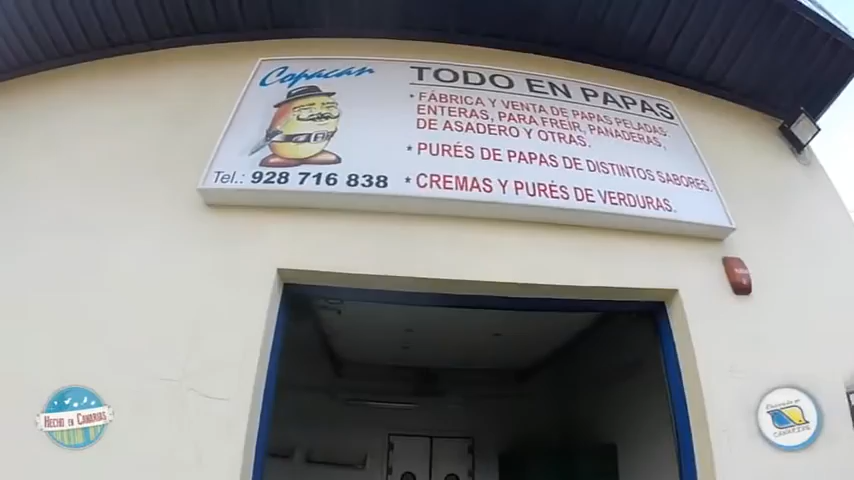 Copacan
TODO EN PAPAS
* FÁBRICA Y VENTA DE PAPAS PELADAS
ENTERAS, PARA FREIR, PANADERAS,
DE ASADERO Y OTRAS.
* PURÉS DE PAPAS DE DISTINTOS SABORES.
* CREMAS Y PURÉS DE VERDURAS.
Tel.: 928 716 838
HECHO EN CANARIAS